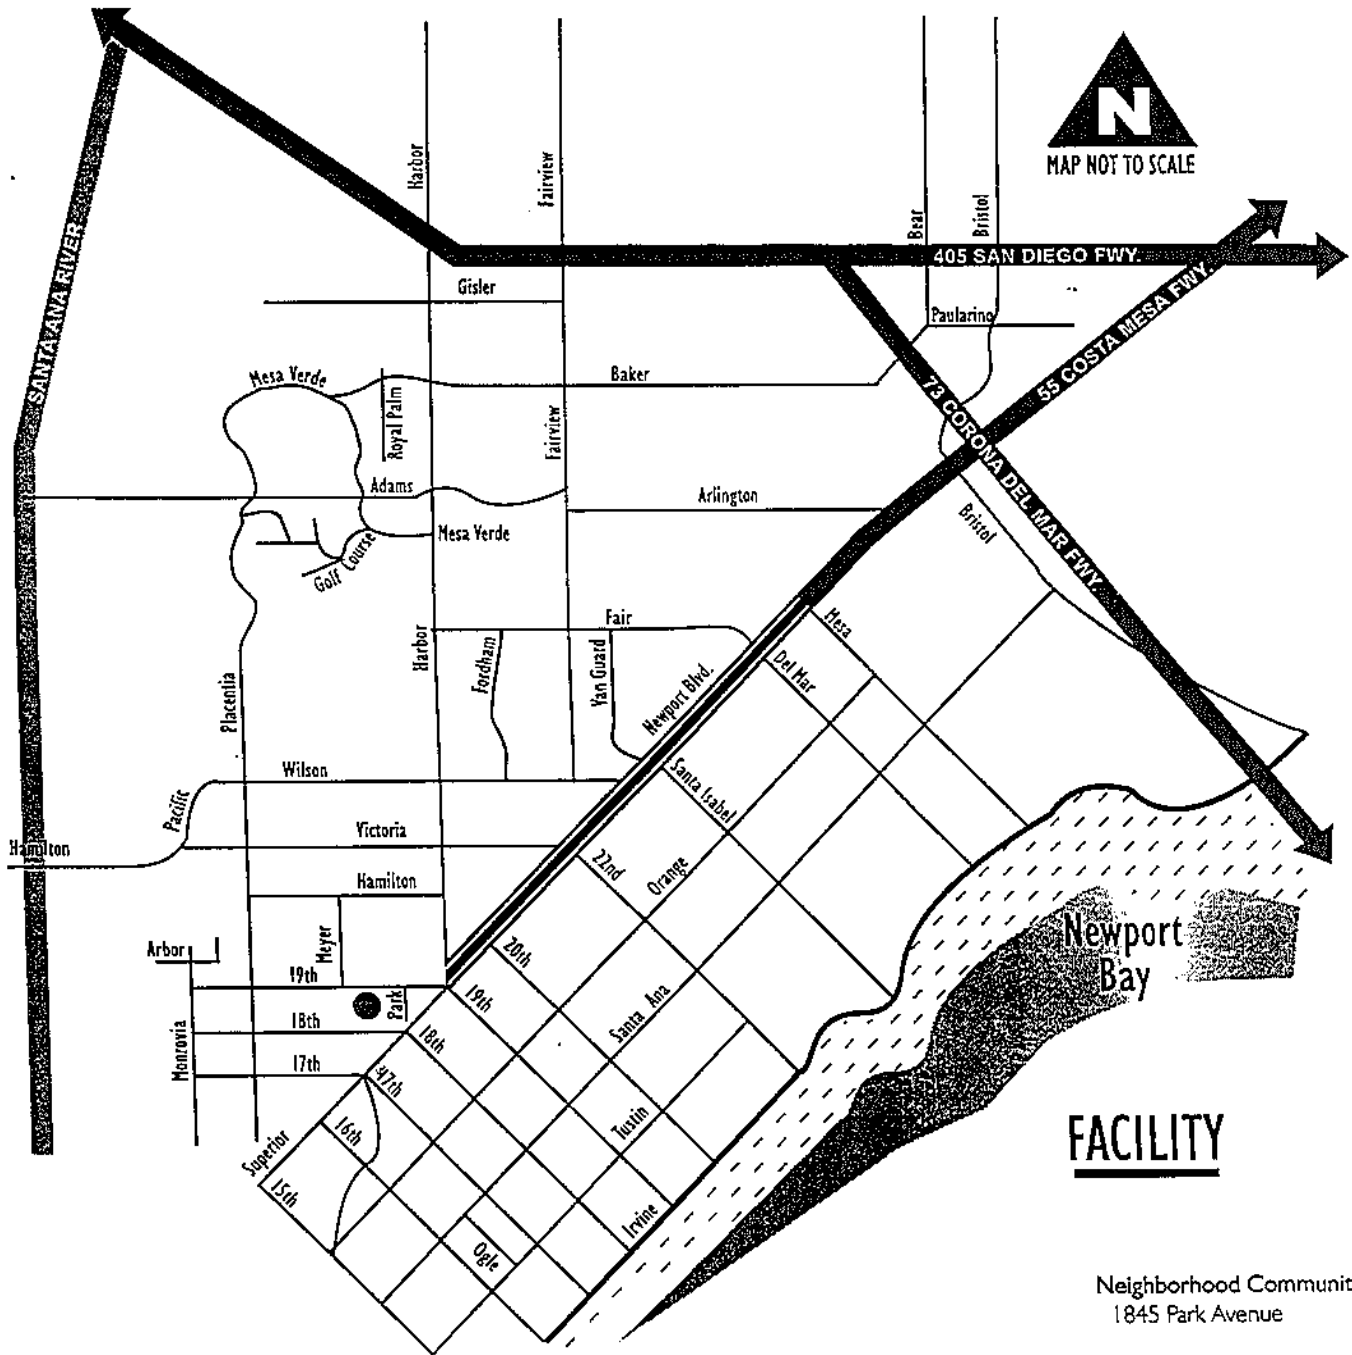 Harbor
Fairview
Bear
Bristol
N
MAP NOT TO SCALE
SANTA ANA RIVER
405 SAN DIEGO FWY.
55 COSTA MESA FWY.
73 CORONA DEL MAR FWY.
Gisler
Paularino
Mesa Verde
Baker
Royal Palm
Fairview
Adams
Arlington
Mesa Verde
Golf Course
Bristol
Harbor
Fair
Fordham
Van Guard
Newport Blvd.
Mesa
Del Mar
Placentia
Wilson
Santa Isabel
Pacific
Victoria
Hamilton
22nd
Orange
Hamilton
Meyer
Arbor
19th
Park
20th
19th
Santa Ana
Newport
Bay
18th
18th
Monrovia
17th
17th
Tustin
16th
Superior
15th
Irvine
Ogle
FACILITY
Neighborhood Communit
1845 Park Avenue